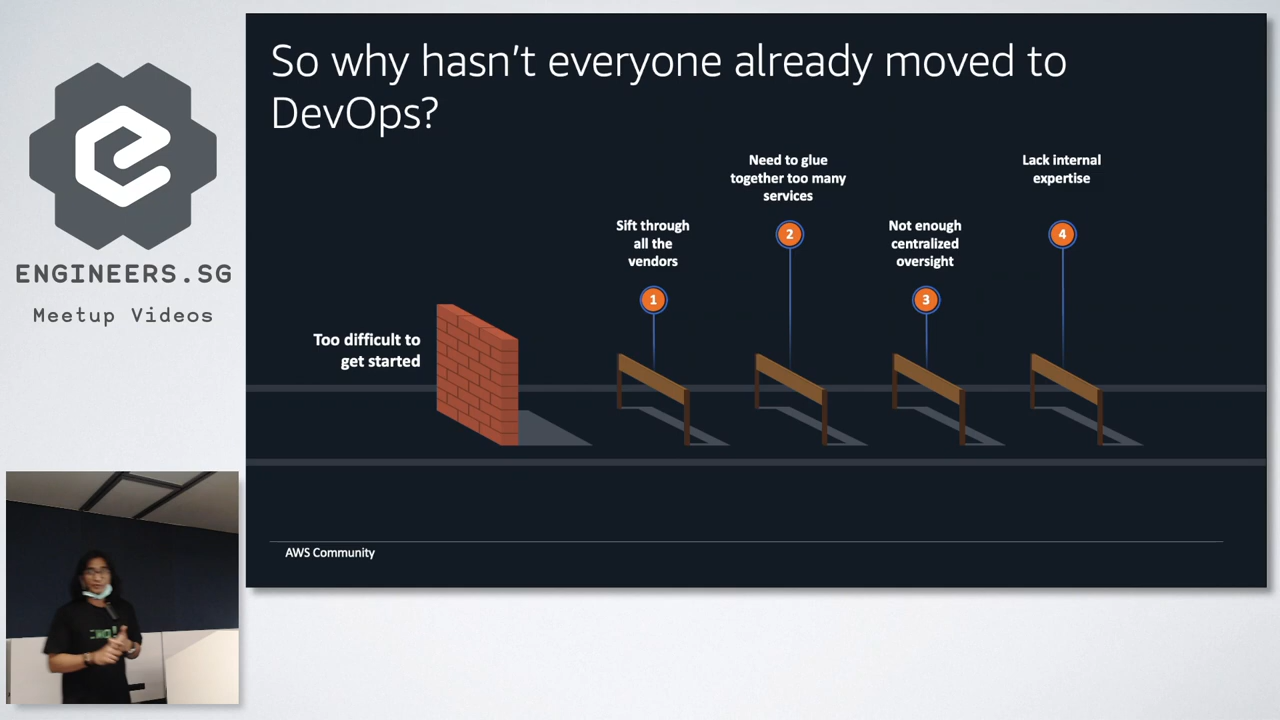 ENGINEERS.SG
Meetup Videos
So why hasn't everyone already moved to
DevOps?
Too difficult to
get started
Sift through
all the
vendors
1
Need to glue
together too many
services
2
Not enough
centralized
oversight
3
Lack internal
expertise
4
AWS Community